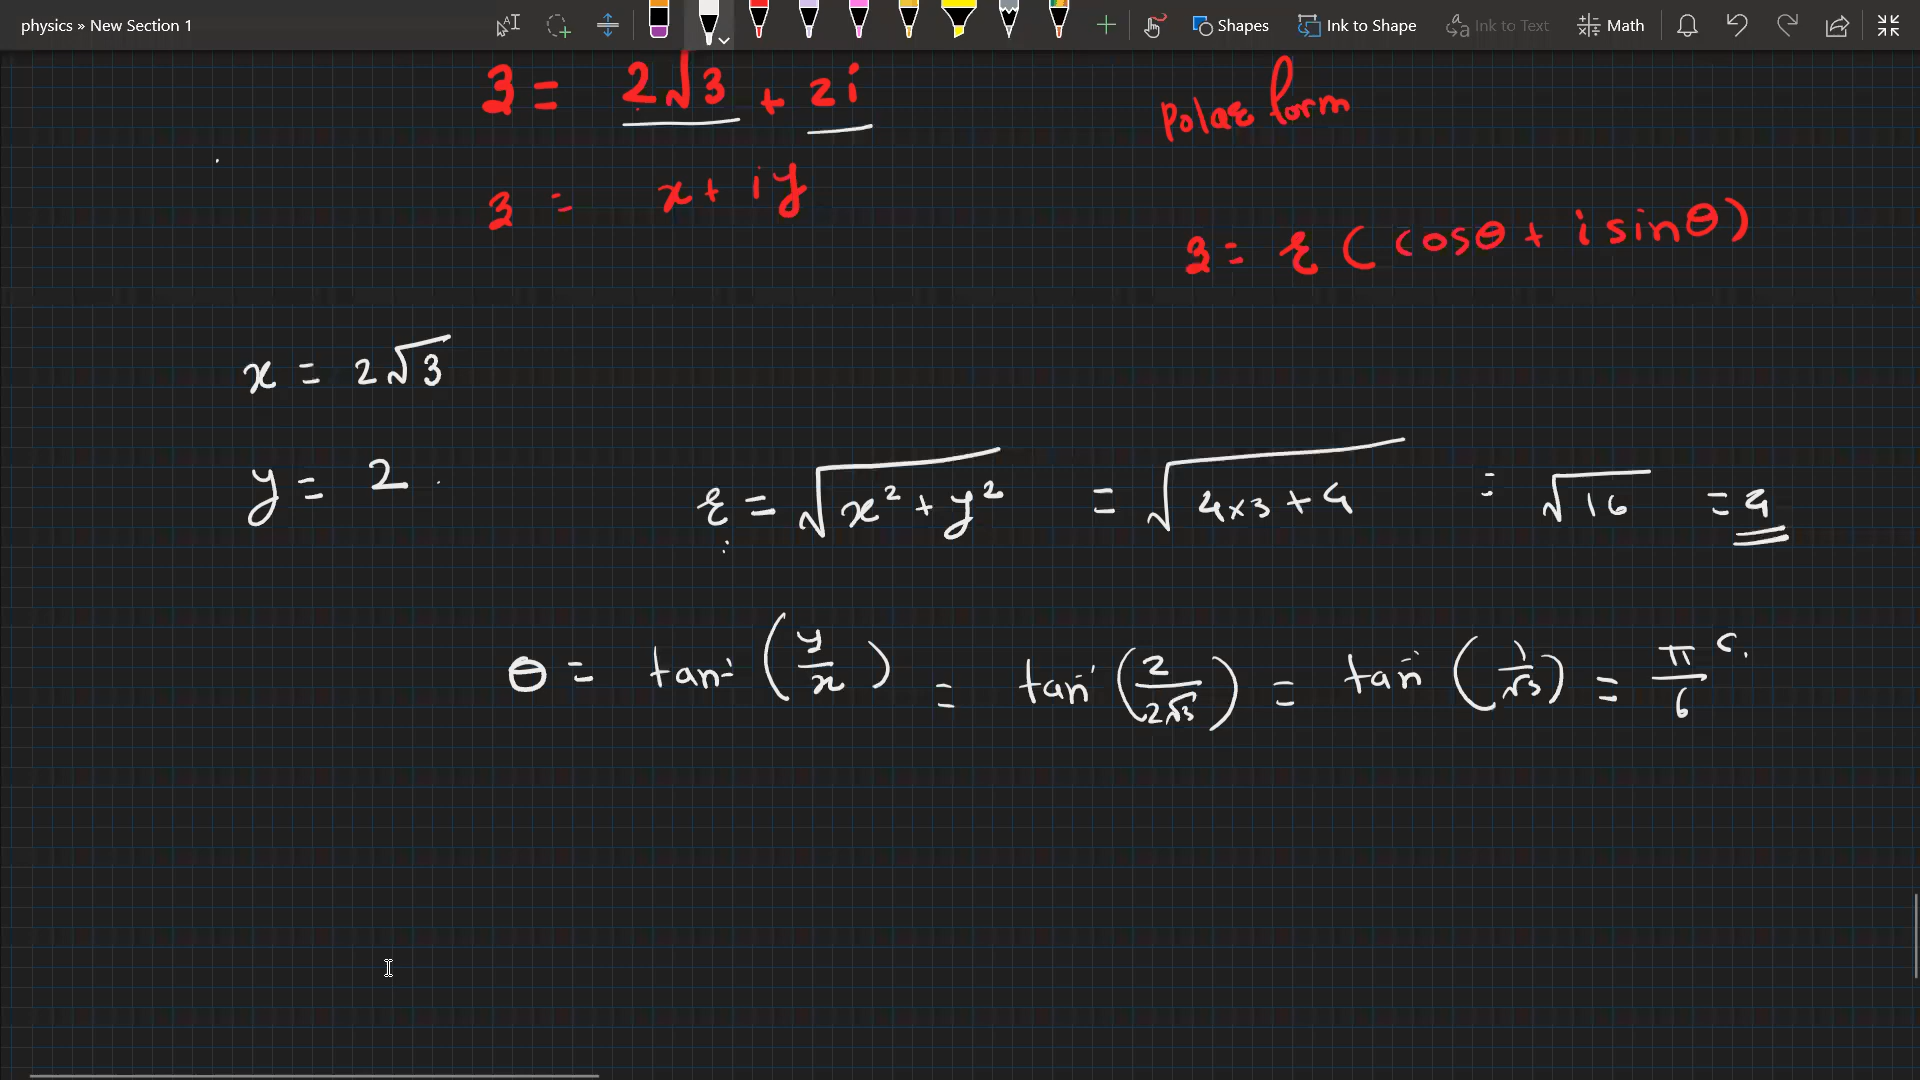 physics » New Section 1
Shapes
Ink to Shape
Ink to Text
Math
z = 2√3 + 2i
Polar form
z = x + iy
z = r (cosθ + i sinθ)
x = 2√3
y = 2
r = √(x² + y²) = √(4×3 + 4) = √16 = 4
θ = tan⁻¹(y/x) = tan⁻¹(2/2√3) = tan⁻¹(1/√3) = π/6 ᶜ